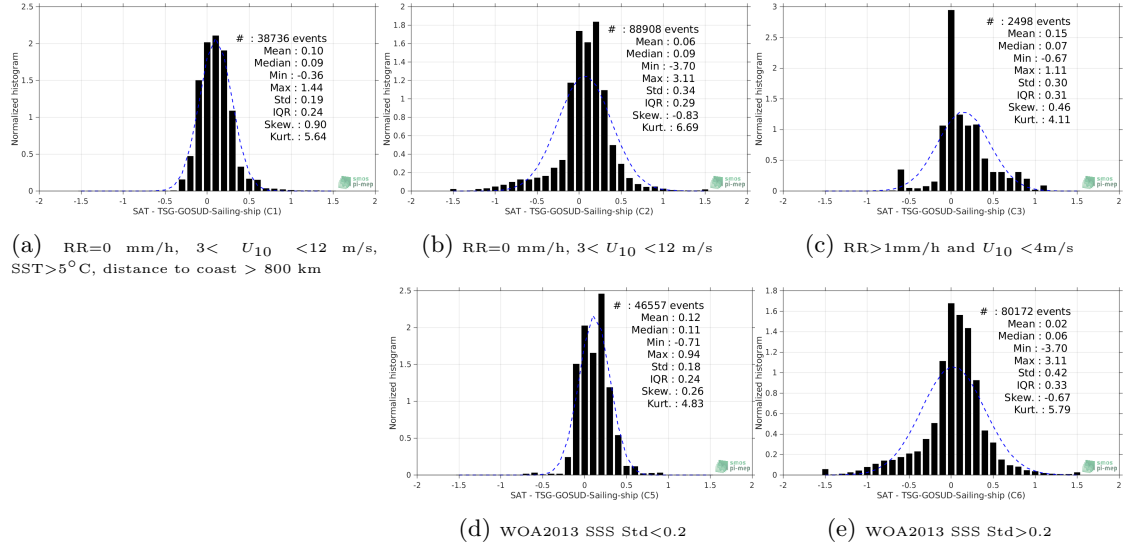 2.5
2
1.5
1
0.5
0
Normalized histogram
# : 38736 events
Mean : 0.10
Median : 0.09
Min : -0.36
Max : 1.44
Std : 0.19
IQR : 0.24
Skew. : 0.90
Kurt. : 5.64
smos
pi-mep
-2 -1.5 -1 -0.5 0 0.5 1 1.5 2
SAT - TSG-GOSUD-Sailing-ship (C1)
(a) RR=0 mm/h, 3< U10 <12 m/s,
SST>5°C, distance to coast > 800 km
2
1.8
1.6
1.4
1.2
1
0.8
0.6
0.4
0.2
0
Normalized histogram
# : 88908 events
Mean : 0.06
Median : 0.09
Min : -3.70
Max : 3.11
Std : 0.34
IQR : 0.29
Skew. : -0.83
Kurt. : 6.69
smos
pi-mep
-2 -1.5 -1 -0.5 0 0.5 1 1.5 2
SAT - TSG-GOSUD-Sailing-ship (C2)
(b) RR=0 mm/h, 3< U10 <12 m/s
3
2.5
2
1.5
1
0.5
0
Normalized histogram
# : 2498 events
Mean : 0.15
Median : 0.07
Min : -0.67
Max : 1.11
Std : 0.30
IQR : 0.31
Skew. : 0.46
Kurt. : 4.11
smos
pi-mep
-2 -1.5 -1 -0.5 0 0.5 1 1.5 2
SAT - TSG-GOSUD-Sailing-ship (C3)
(c) RR>1mm/h and U10 <4m/s
2.5
2
1.5
1
0.5
0
Normalized histogram
# : 46557 events
Mean : 0.12
Median : 0.11
Min : -0.71
Max : 0.94
Std : 0.18
IQR : 0.24
Skew. : 0.26
Kurt. : 4.83
smos
pi-mep
-2 -1.5 -1 -0.5 0 0.5 1 1.5 2
SAT - TSG-GOSUD-Sailing-ship (C5)
(d) WOA2013 SSS Std<0.2
1.8
1.6
1.4
1.2
1
0.8
0.6
0.4
0.2
0
Normalized histogram
# : 80172 events
Mean : 0.02
Median : 0.06
Min : -3.70
Max : 3.11
Std : 0.42
IQR : 0.33
Skew. : -0.67
Kurt. : 5.79
smos
pi-mep
-2 -1.5 -1 -0.5 0 0.5 1 1.5 2
SAT - TSG-GOSUD-Sailing-ship (C6)
(e) WOA2013 SSS Std>0.2